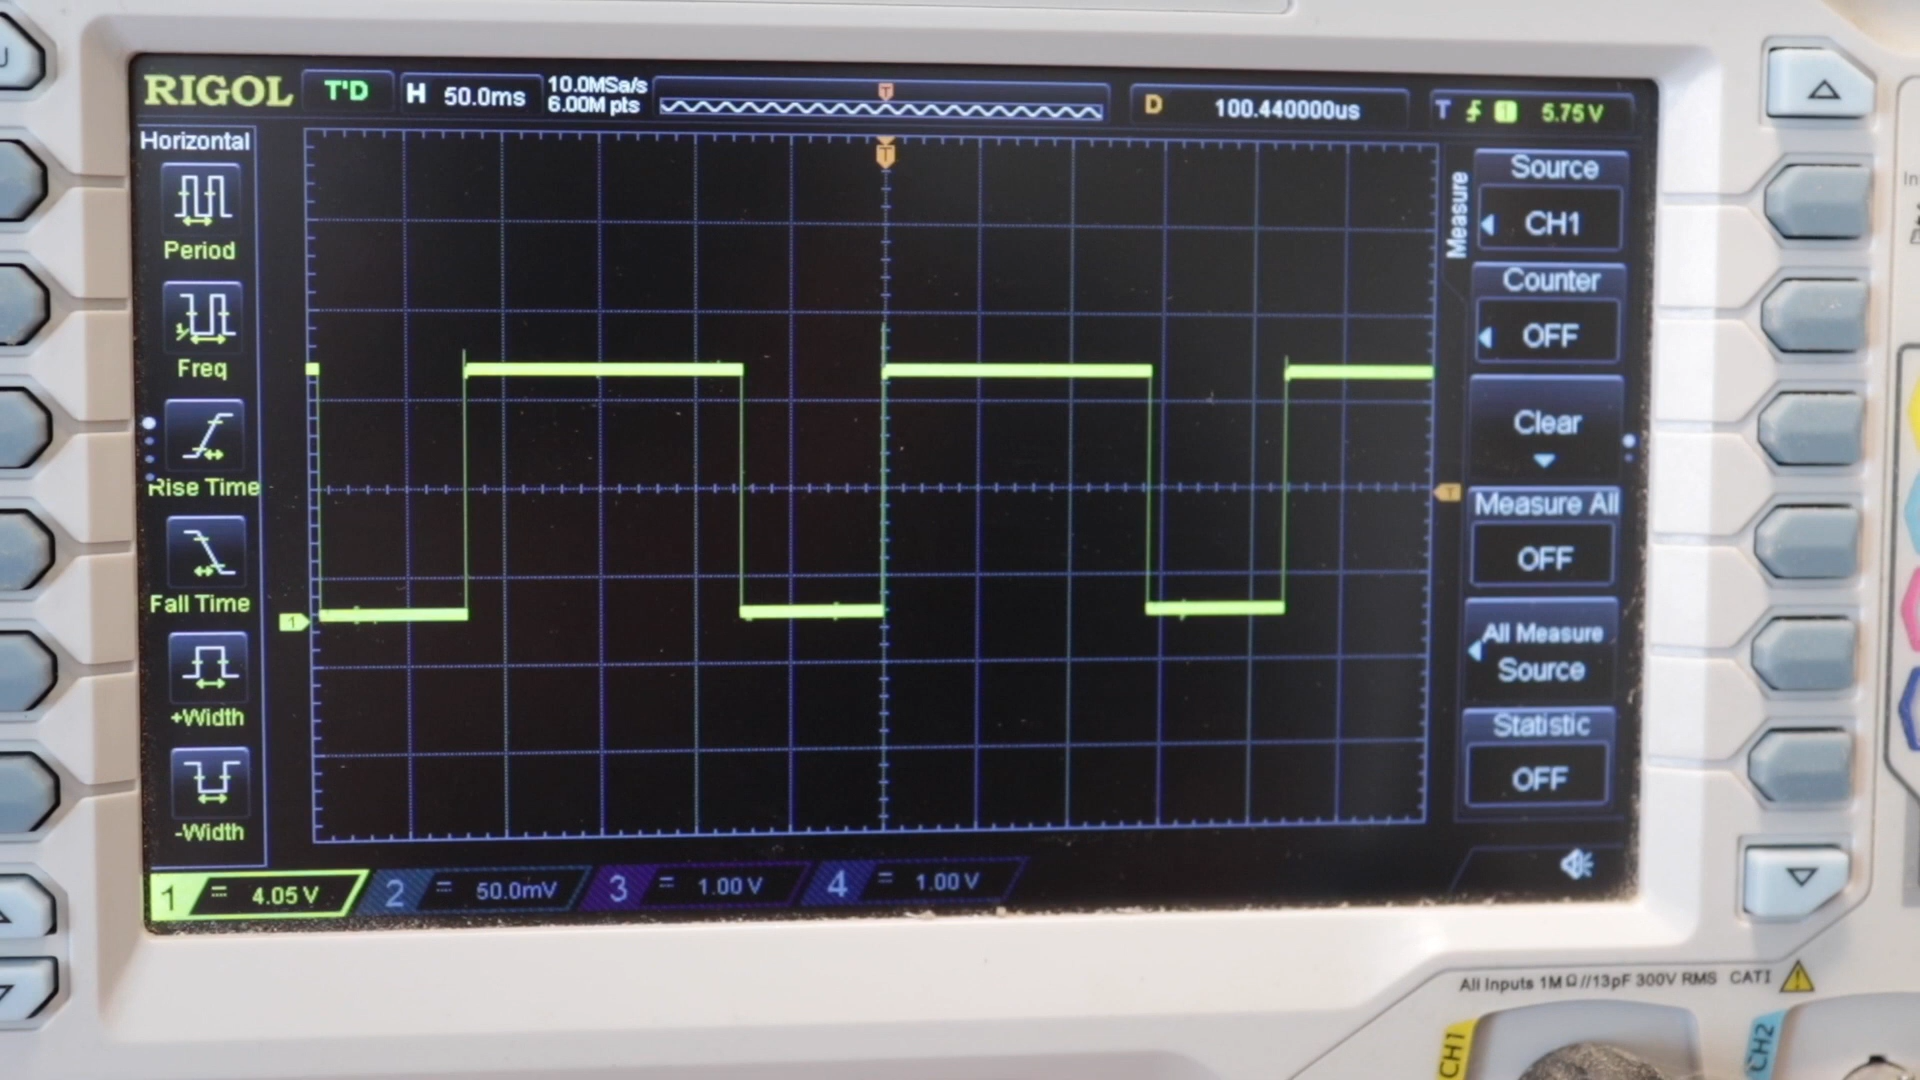 RIGOL T'D H 50.0ms 10.0MSa/s 6.00M pts T D 100.440000us T 1 5.75 V
Horizontal
Period
Freq
Rise Time
Fall Time
+Width
-Width
T
1
T
Measure
Source
CH1
Counter
OFF
Clear
Measure All
OFF
All Measure
Source
Statistic
OFF
1 = 4.05 V 2 = 50.0mV 3 = 1.00 V 4 = 1.00 V
All Inputs 1MΩ//13pF 300V RMS CATI
CH1
CH2